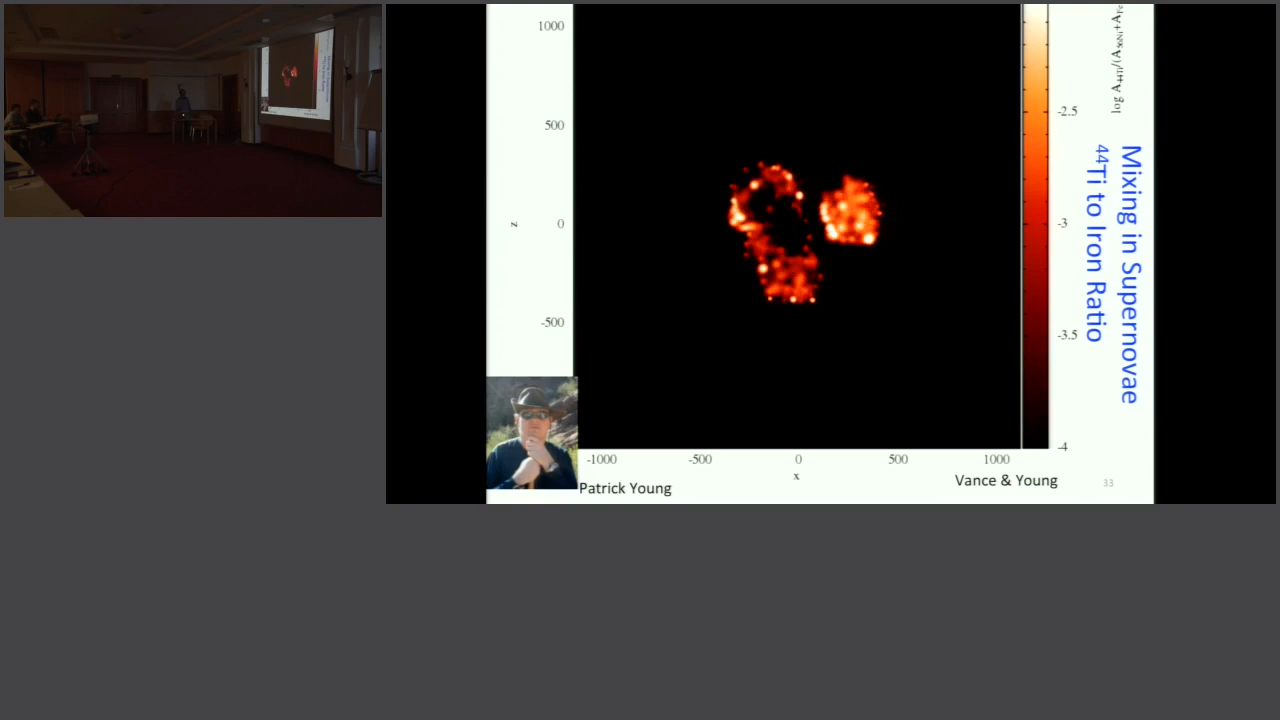 1000
500
0
-500
z
-1000
-500
0
500
1000
x
-2.5
-3
-3.5
-4
Mixing in Supernovae
⁴⁴Ti to Iron Ratio
Patrick Young
Vance & Young
33